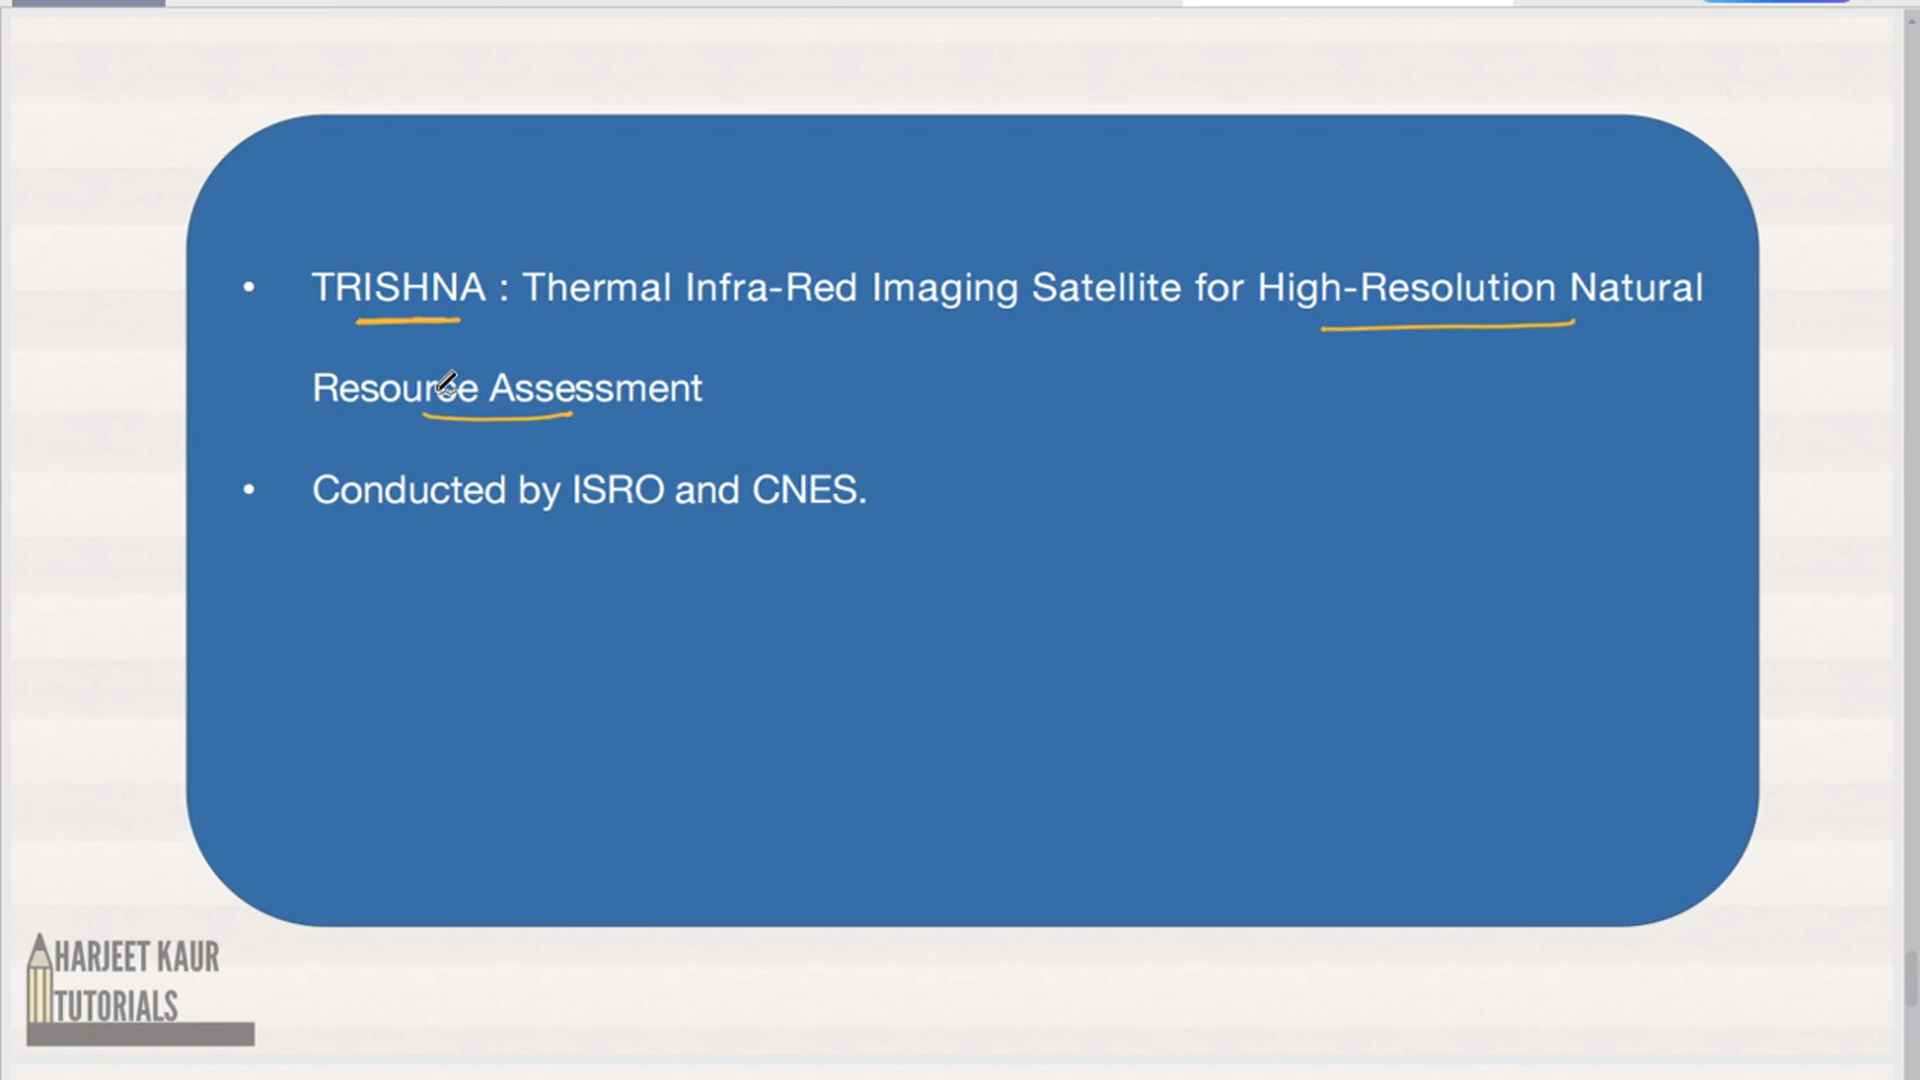 • TRISHNA : Thermal Infra-Red Imaging Satellite for High-Resolution Natural
Resource Assessment
• Conducted by ISRO and CNES.
HARJEET KAUR
TUTORIALS